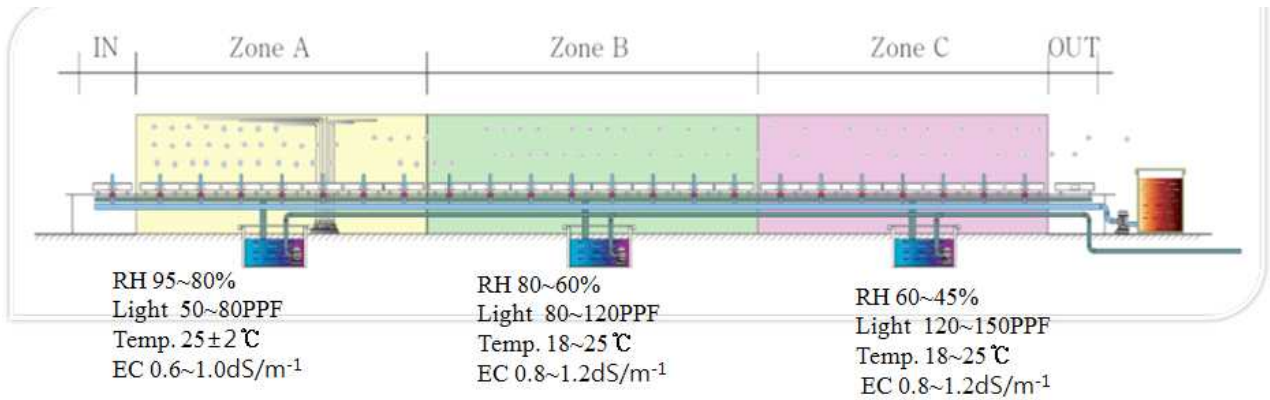 IN Zone A Zone B Zone C OUT
RH 95~80%
Light 50~80PPF
Temp. 25±2℃
EC 0.6~1.0dS/m-1
RH 80~60%
Light 80~120PPF
Temp. 18~25℃
EC 0.8~1.2dS/m-1
RH 60~45%
Light 120~150PPF
Temp. 18~25℃
EC 0.8~1.2dS/m-1